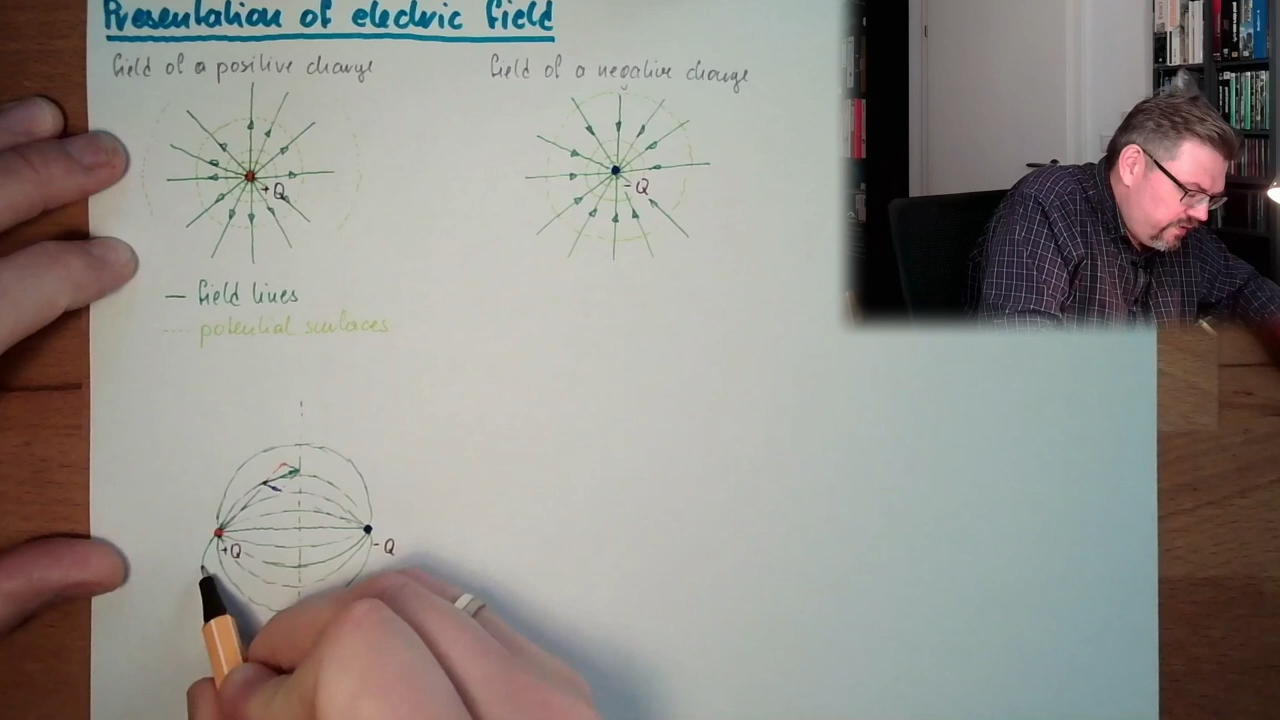 Presentation of electric field
field of a positive charge
field of a negative charge
+Q
-Q
field lines
potential surfaces
+Q
-Q